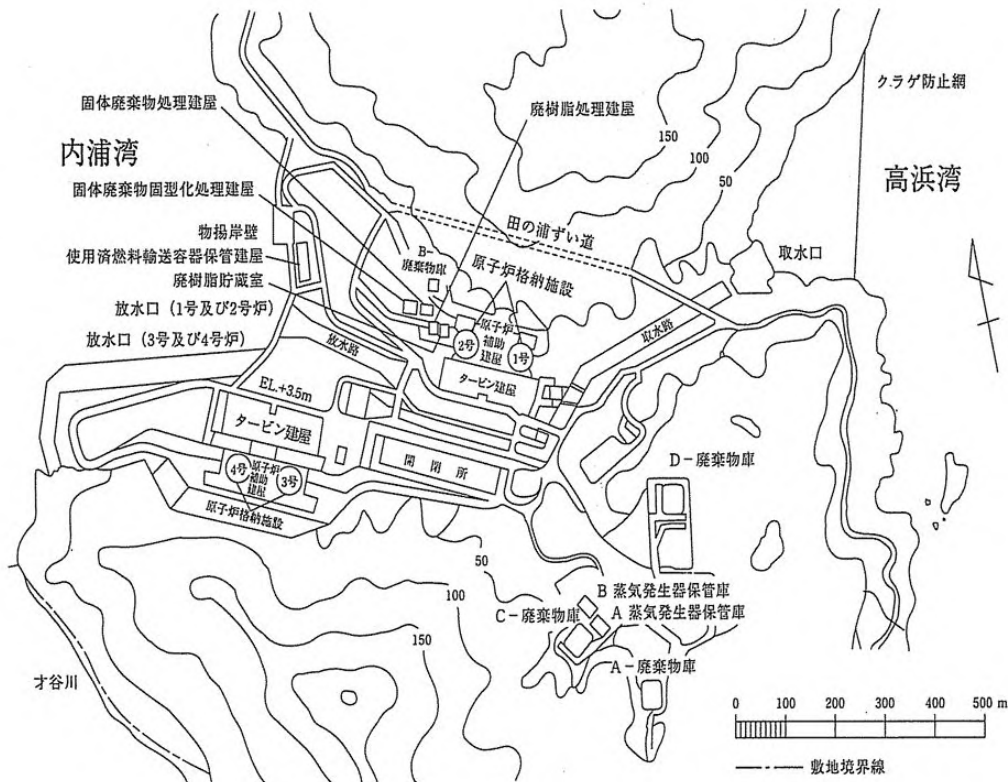 クラゲ防止網
固体廃棄物処理建屋
廃樹脂処理建屋
150
100
50
内浦湾
高浜湾
固体廃棄物固型化処理建屋
田の浦ずい道
取水口
物揚岸壁
B-
廃棄物庫
原子炉格納施設
使用済燃料輸送容器保管建屋
廃樹脂貯蔵室
放水口（1号及び2号炉）
原子炉
補助
建屋
2号
1号
取水路
放水口（3号及び4号炉）
放水路
タービン建屋
EL.+3.5m
タービン建屋
開閉所
D-廃棄物庫
4号
原子炉
補助
建屋
3号
原子炉格納施設
50
100
150
B 蒸気発生器保管庫
C-廃棄物庫
A 蒸気発生器保管庫
A-廃棄物庫
才谷川
0 100 200 300 400 500 m
敷地境界線